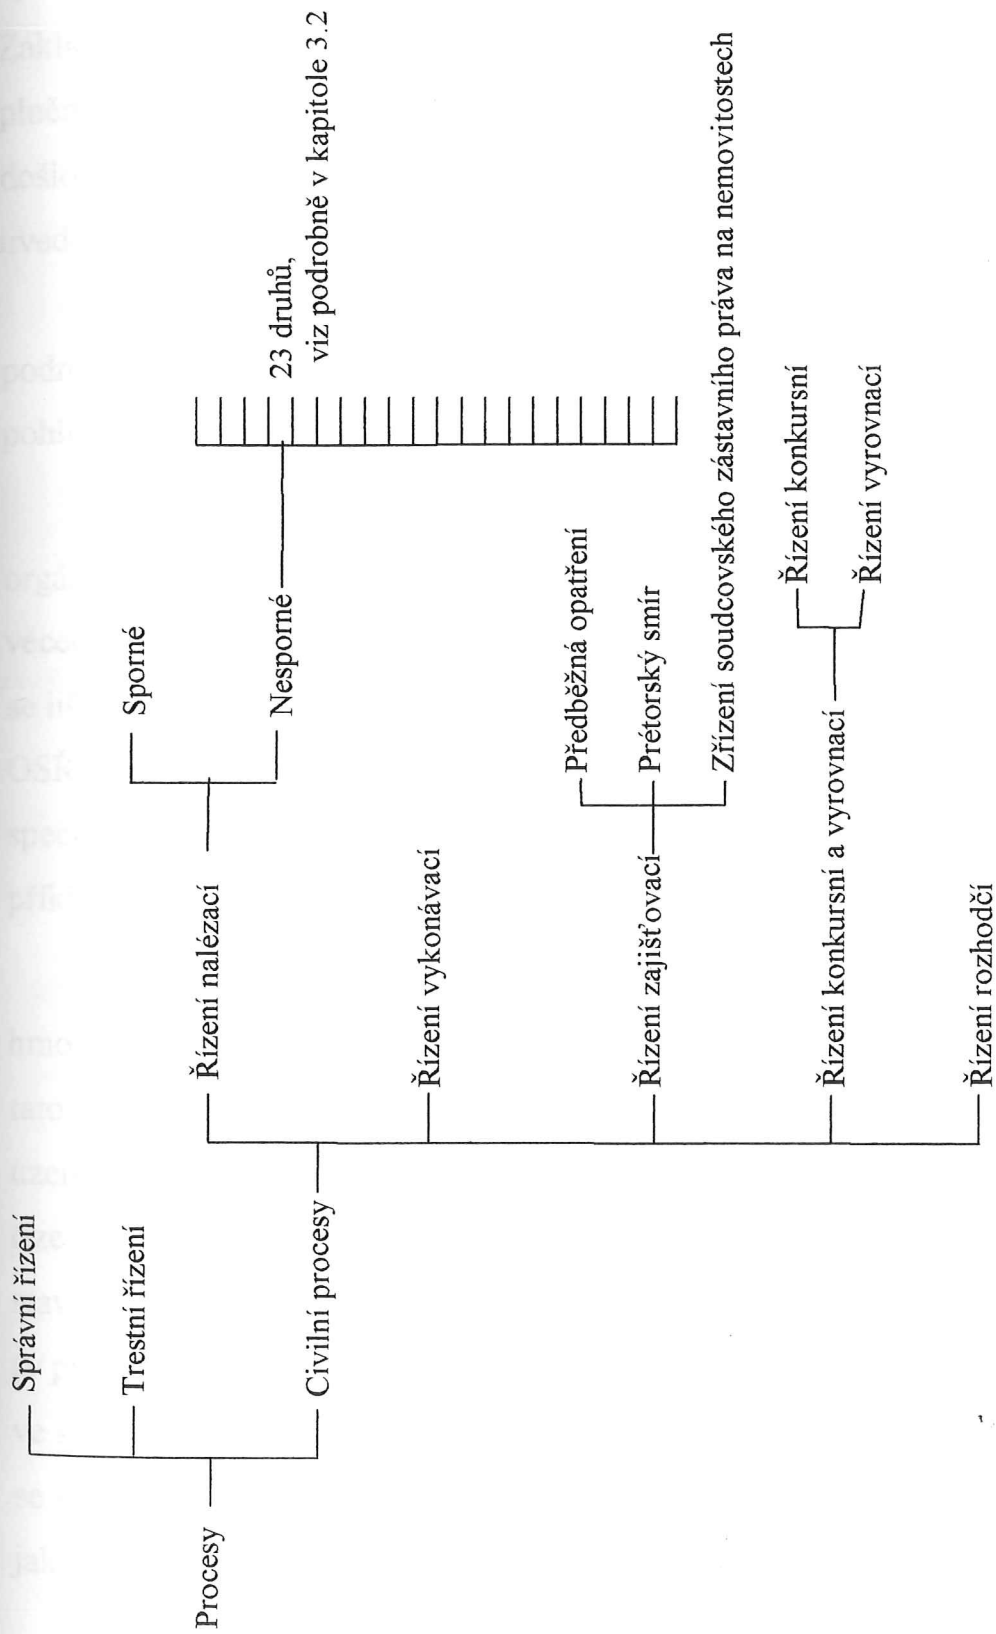 Procesy
Správní řízení
Trestní řízení
Civilní procesy
Řízení nalézací
Sporné
Nesporné
23 druhů,
viz podrobně v kapitole 3.2
Řízení vykonávací
Řízení zajišťovací
Předběžná opatření
Prétorský smír
Zřízení soudcovského zástavního práva na nemovitostech
Řízení konkursní a vyrovnací
Řízení konkursní
Řízení vyrovnací
Řízení rozhodčí